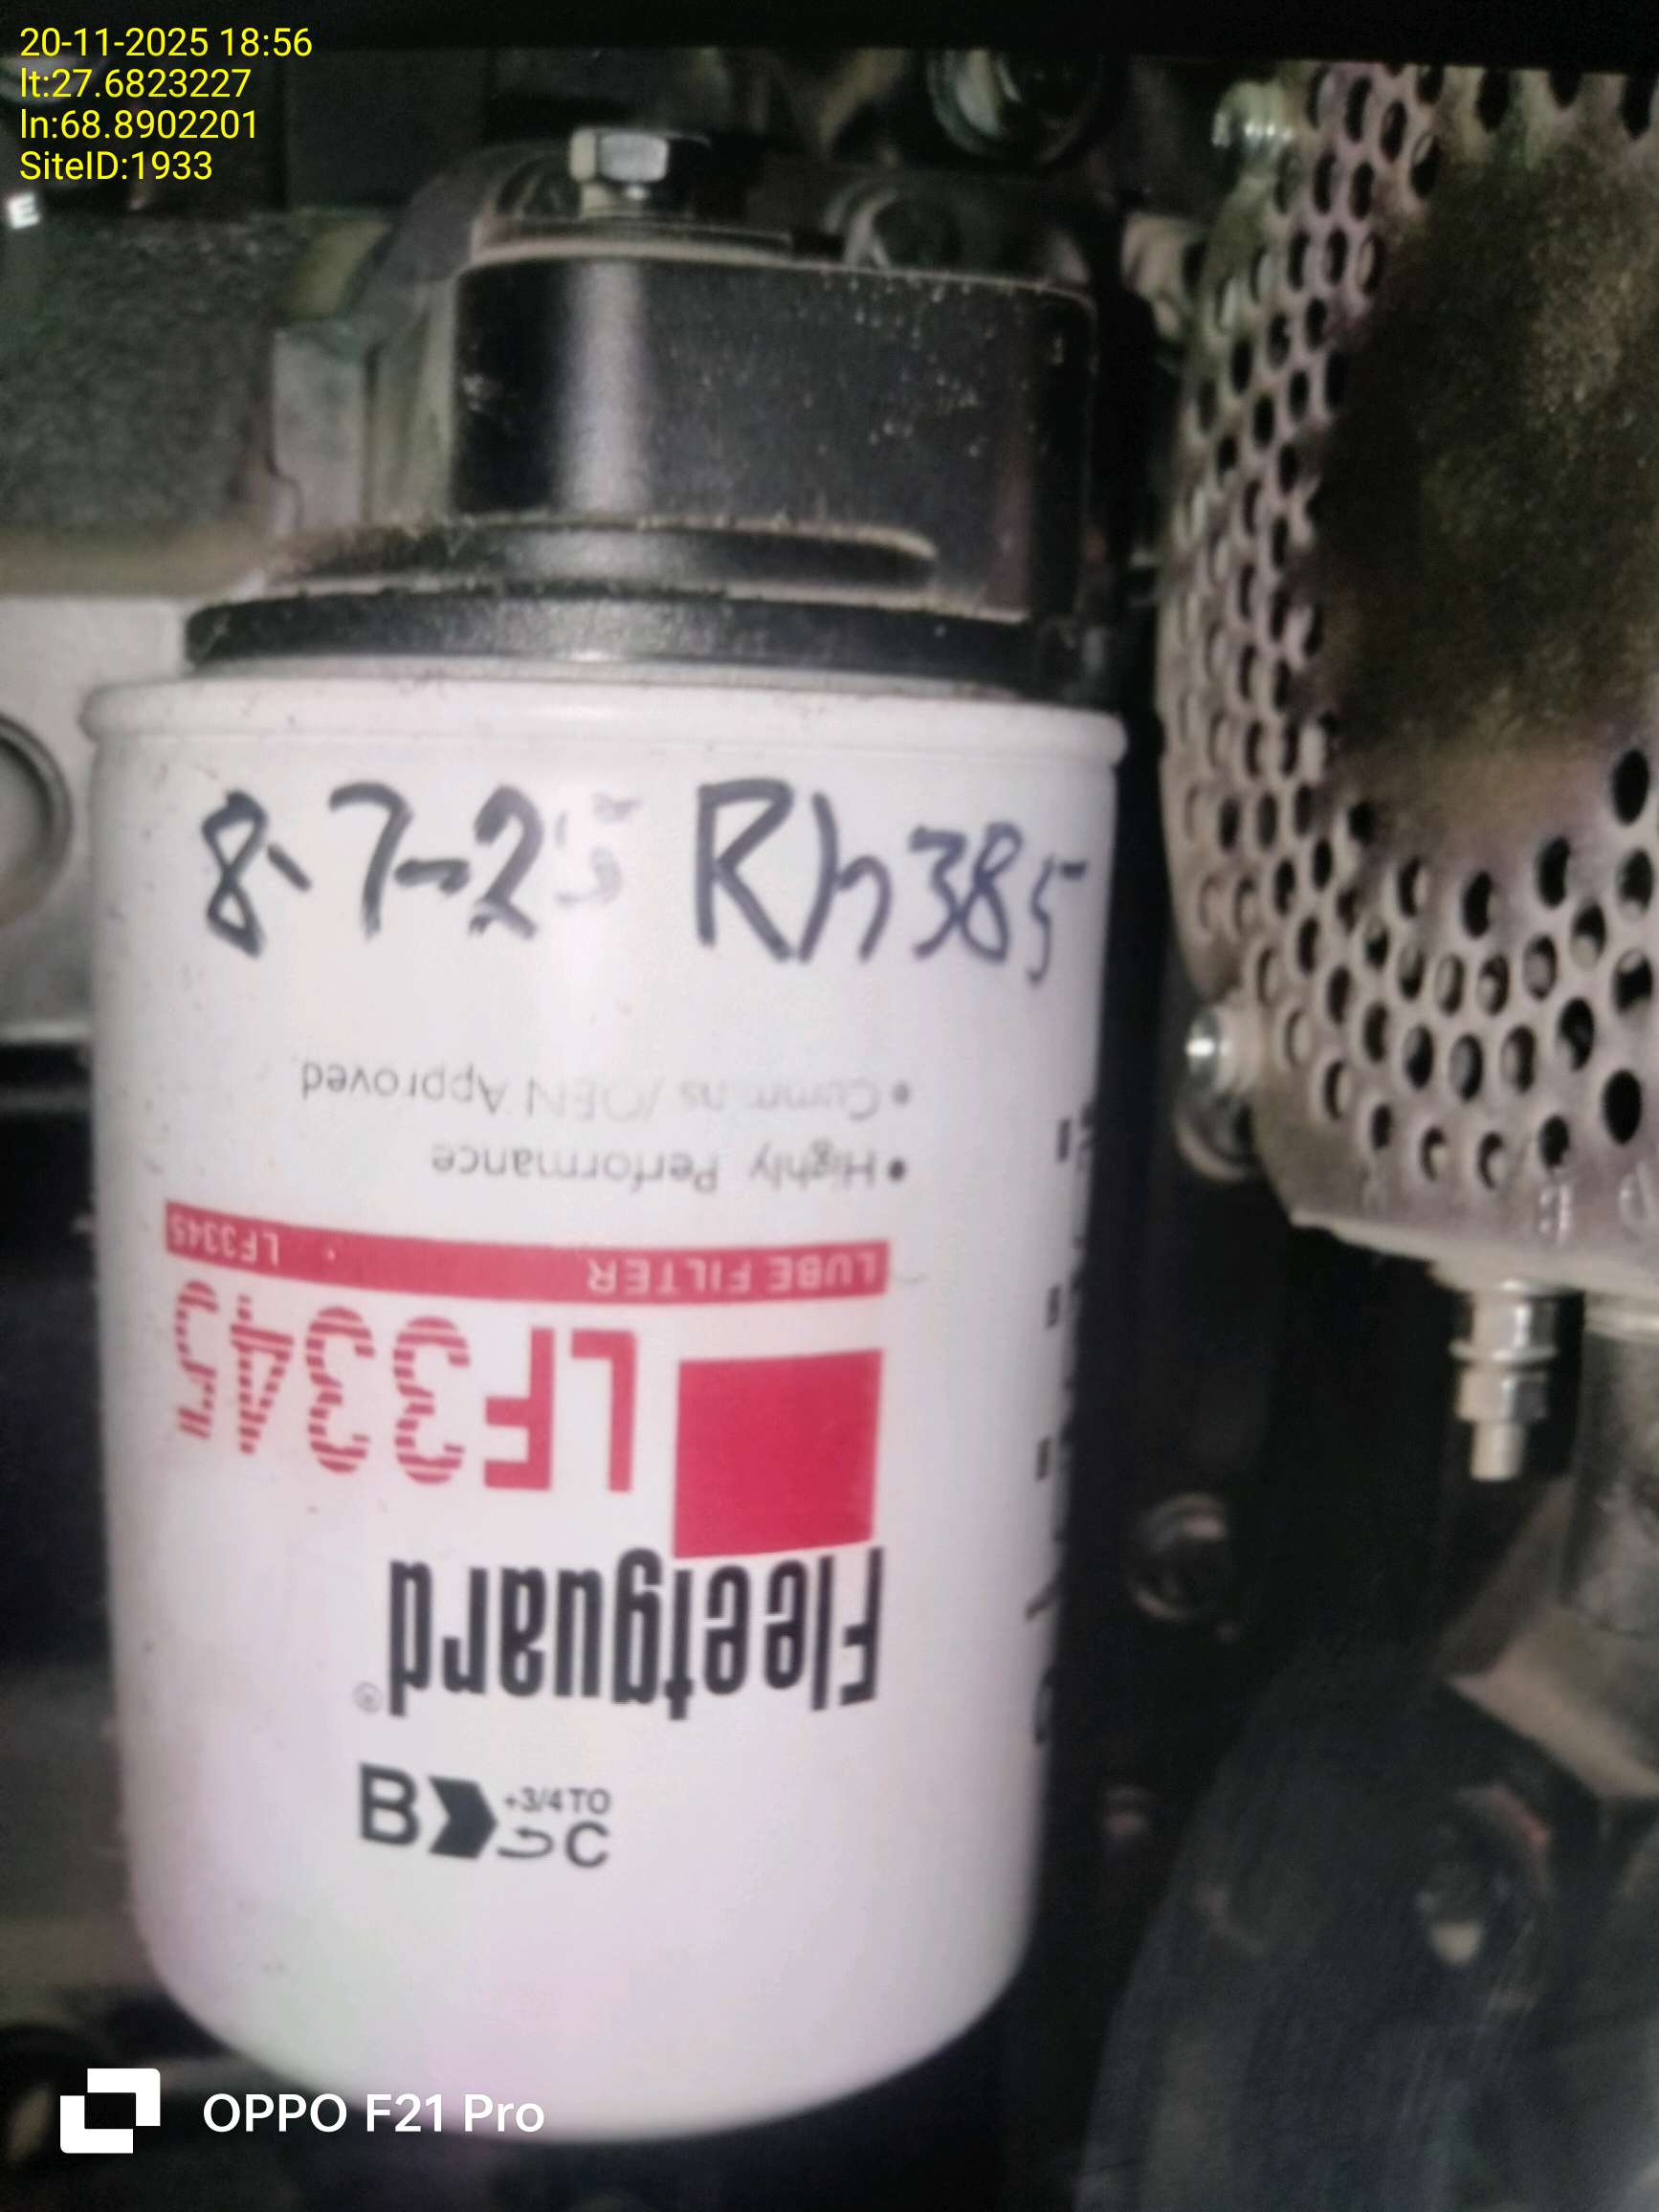 20-11-2025 18:56
lt:27.6823227
ln:68.8902201
SiteID:1933
8-7-25 Rh385
Fleetguard®
LF3345
LUBE FILTER · LF3345
• Highly Performance
• /OEN Approved
B +3/4 TO C
OPPO F21 Pro